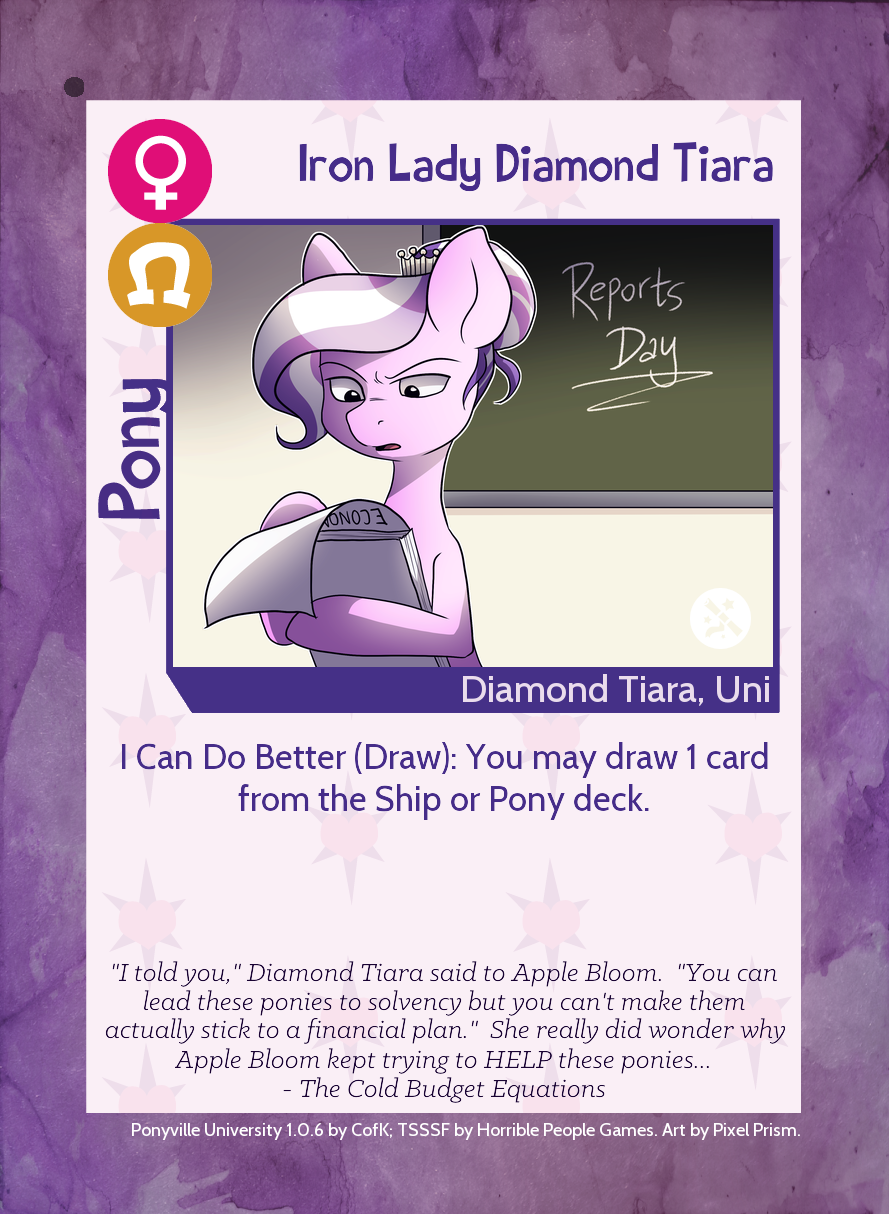 Iron Lady Diamond Tiara
Pony
Reports
Day
ECONO
Diamond Tiara, Uni
I Can Do Better (Draw): You may draw 1 card
from the Ship or Pony deck.
"I told you," Diamond Tiara said to Apple Bloom.  "You can
lead these ponies to solvency but you can't make them
actually stick to a financial plan."  She really did wonder why
Apple Bloom kept trying to HELP these ponies...
- The Cold Budget Equations
Ponyville University 1.0.6 by CofK; TSSSF by Horrible People Games. Art by Pixel Prism.